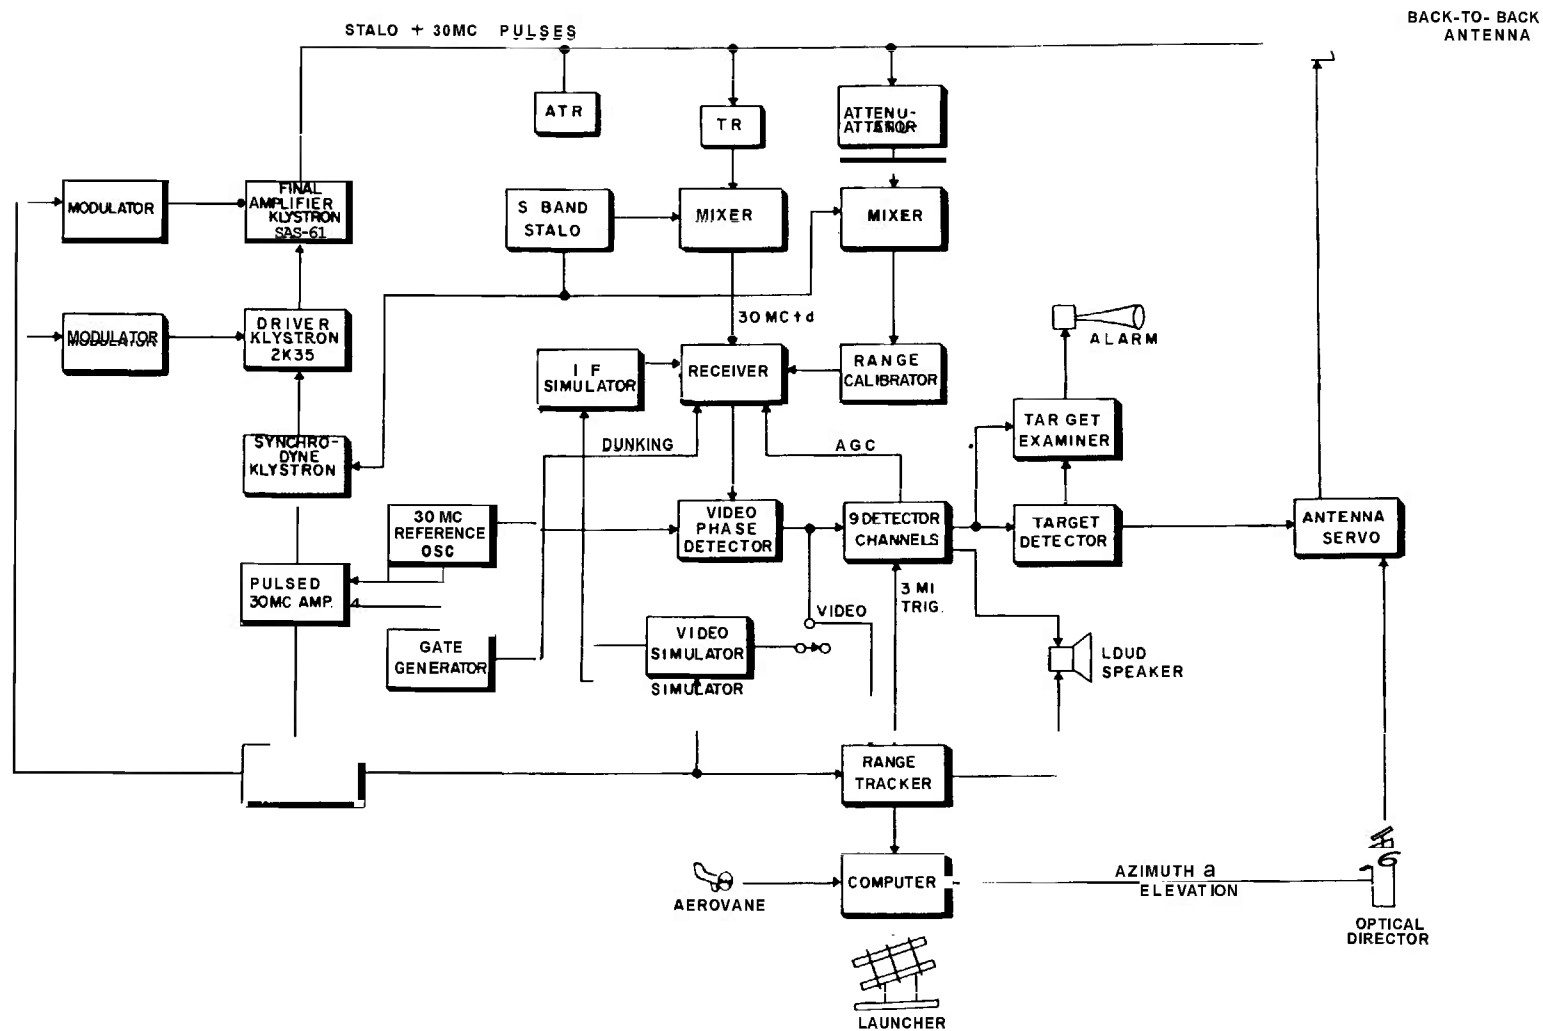 BACK-TO-BACK
ANTENNA
STALO + 30MC PULSES
ATR
TR
ATTENU-
ATTENUATOR
MODULATOR
FINAL
AMPLIFIER
KLYSTRON
SAS-61
S BAND
STALO
MIXER
MIXER
30 MC+d
MODULATOR
DRIVER
KLYSTRON
2K35
I F
SIMULATOR
RECEIVER
RANGE
CALIBRATOR
ALARM
TARGET
EXAMINER
SYNCHRO-
DYNE
KLYSTRON
DUNKING
AGC
30 MC
REFERENCE
OSC
VIDEO
PHASE
DETECTOR
9 DETECTOR
CHANNELS
TARGET
DETECTOR
ANTENNA
SERVO
PULSED
30MC AMP.
3 MI
TRIG.
VIDEO
GATE
GENERATOR
VIDEO
SIMULATOR
SIMULATOR
LOUD
SPEAKER
RANGE
TRACKER
COMPUTER
AEROVANE
AZIMUTH a
ELEVATION
OPTICAL
DIRECTOR
LAUNCHER